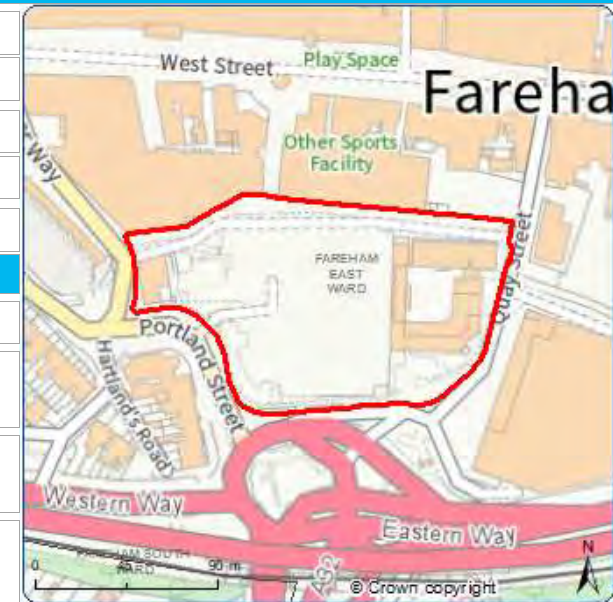 West Street
Play Space
Fareha
Other Sports
Facility
Way
FAREHAM
EAST
WARD
Quay Street
Portland Street
Hartland's Road
Western Way
Eastern Way
WARD
0
90 m
N
© Crown copyright